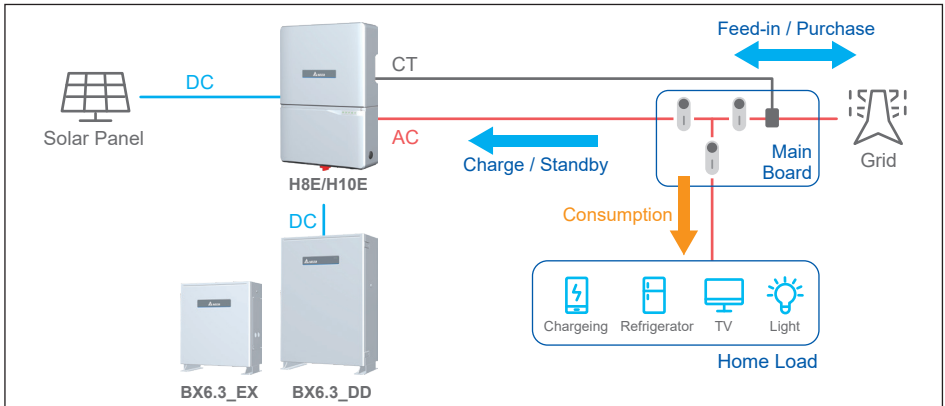 Feed-in / Purchase
CT
DC
Solar Panel
AC
Charge / Standby
Main
Board
Grid
H8E/H10E
DC
Consumption
Chargeing
Refrigerator
TV
Light
Home Load
BX6.3_EX
BX6.3_DD